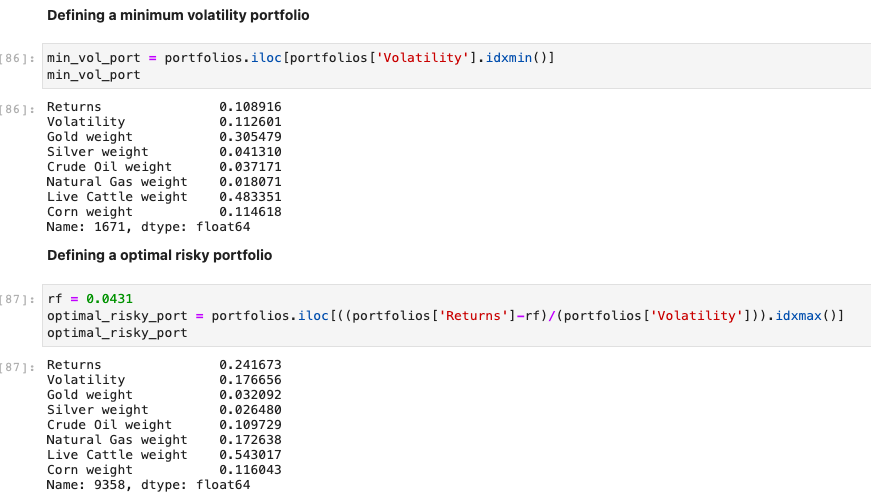 Defining a minimum volatility portfolio
[86]: min_vol_port = portfolios.iloc[portfolios['Volatility'].idxmin()]
min_vol_port
[86]: Returns 0.108916
Volatility 0.112601
Gold weight 0.305479
Silver weight 0.041310
Crude Oil weight 0.037171
Natural Gas weight 0.018071
Live Cattle weight 0.483351
Corn weight 0.114618
Name: 1671, dtype: float64
Defining a optimal risky portfolio
[87]: rf = 0.0431
optimal_risky_port = portfolios.iloc[((portfolios['Returns']-rf)/(portfolios['Volatility'])).idxmax()]
optimal_risky_port
[87]: Returns 0.241673
Volatility 0.176656
Gold weight 0.032092
Silver weight 0.026480
Crude Oil weight 0.109729
Natural Gas weight 0.172638
Live Cattle weight 0.543017
Corn weight 0.116043
Name: 9358, dtype: float64